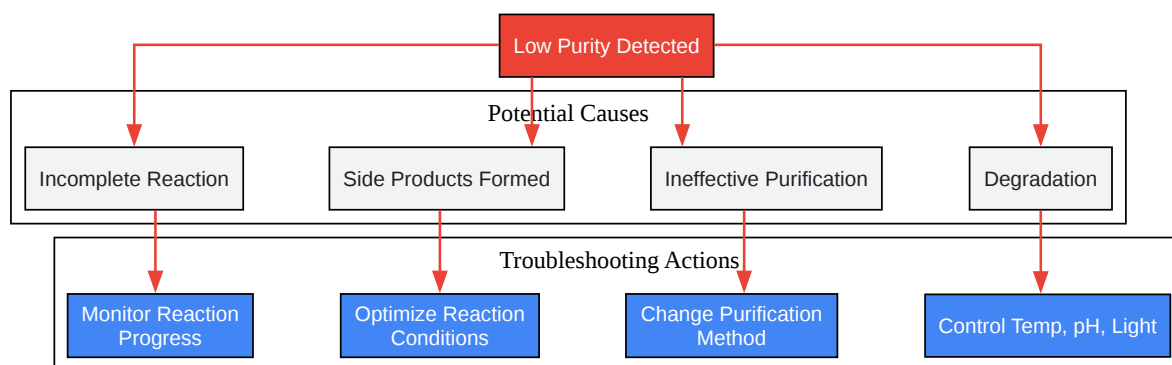 Low Purity Detected
Potential Causes
Incomplete Reaction
Side Products Formed
Ineffective Purification
Degradation
Troubleshooting Actions
Monitor Reaction
Progress
Optimize Reaction
Conditions
Change Purification
Method
Control Temp, pH, Light